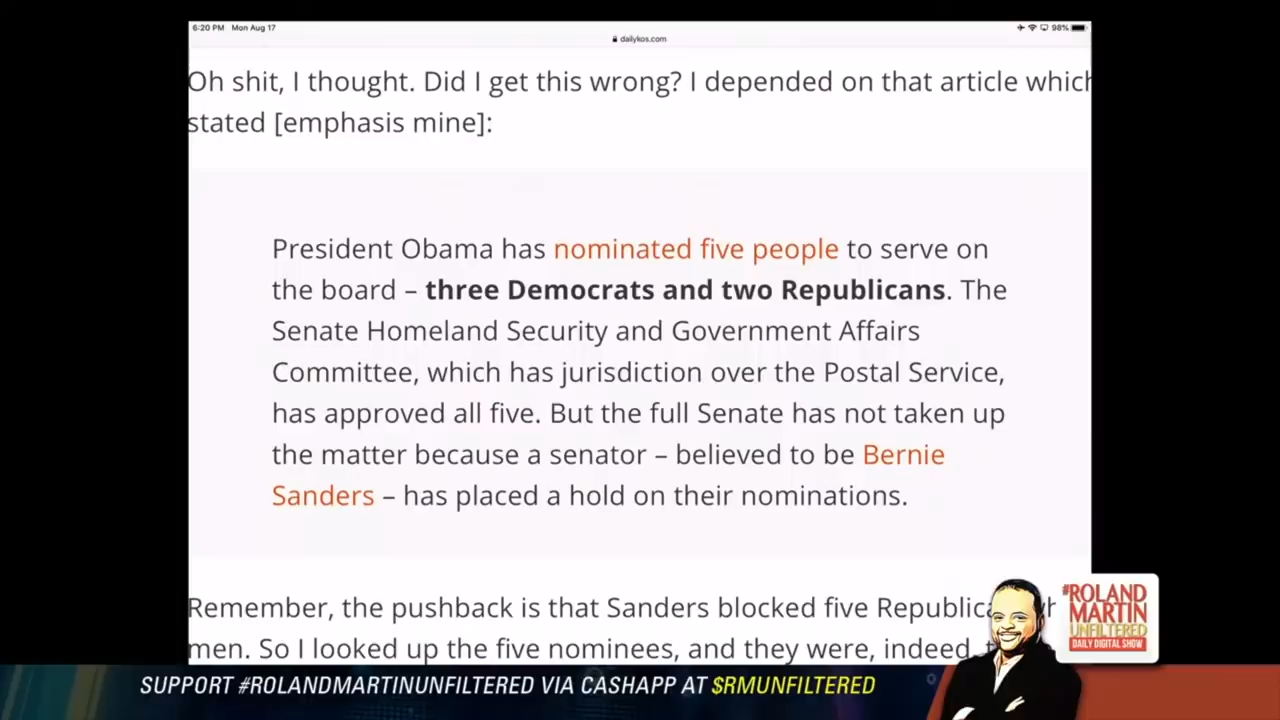 6:20 PM Mon Aug 17
98%
dailykos.com
Oh shit, I thought. Did I get this wrong? I depended on that article which
stated [emphasis mine]:
President Obama has nominated five people to serve on
the board – three Democrats and two Republicans. The
Senate Homeland Security and Government Affairs
Committee, which has jurisdiction over the Postal Service,
has approved all five. But the full Senate has not taken up
the matter because a senator – believed to be Bernie
Sanders – has placed a hold on their nominations.
Remember, the pushback is that Sanders blocked five
men. So I looked up the five nominees, and they were, indeed,
#ROLAND
MARTIN
UNFILTERED
DAILY DIGITAL SHOW
SUPPORT #ROLANDMARTINUNFILTERED VIA CASHAPP AT $RMUNFILTERED